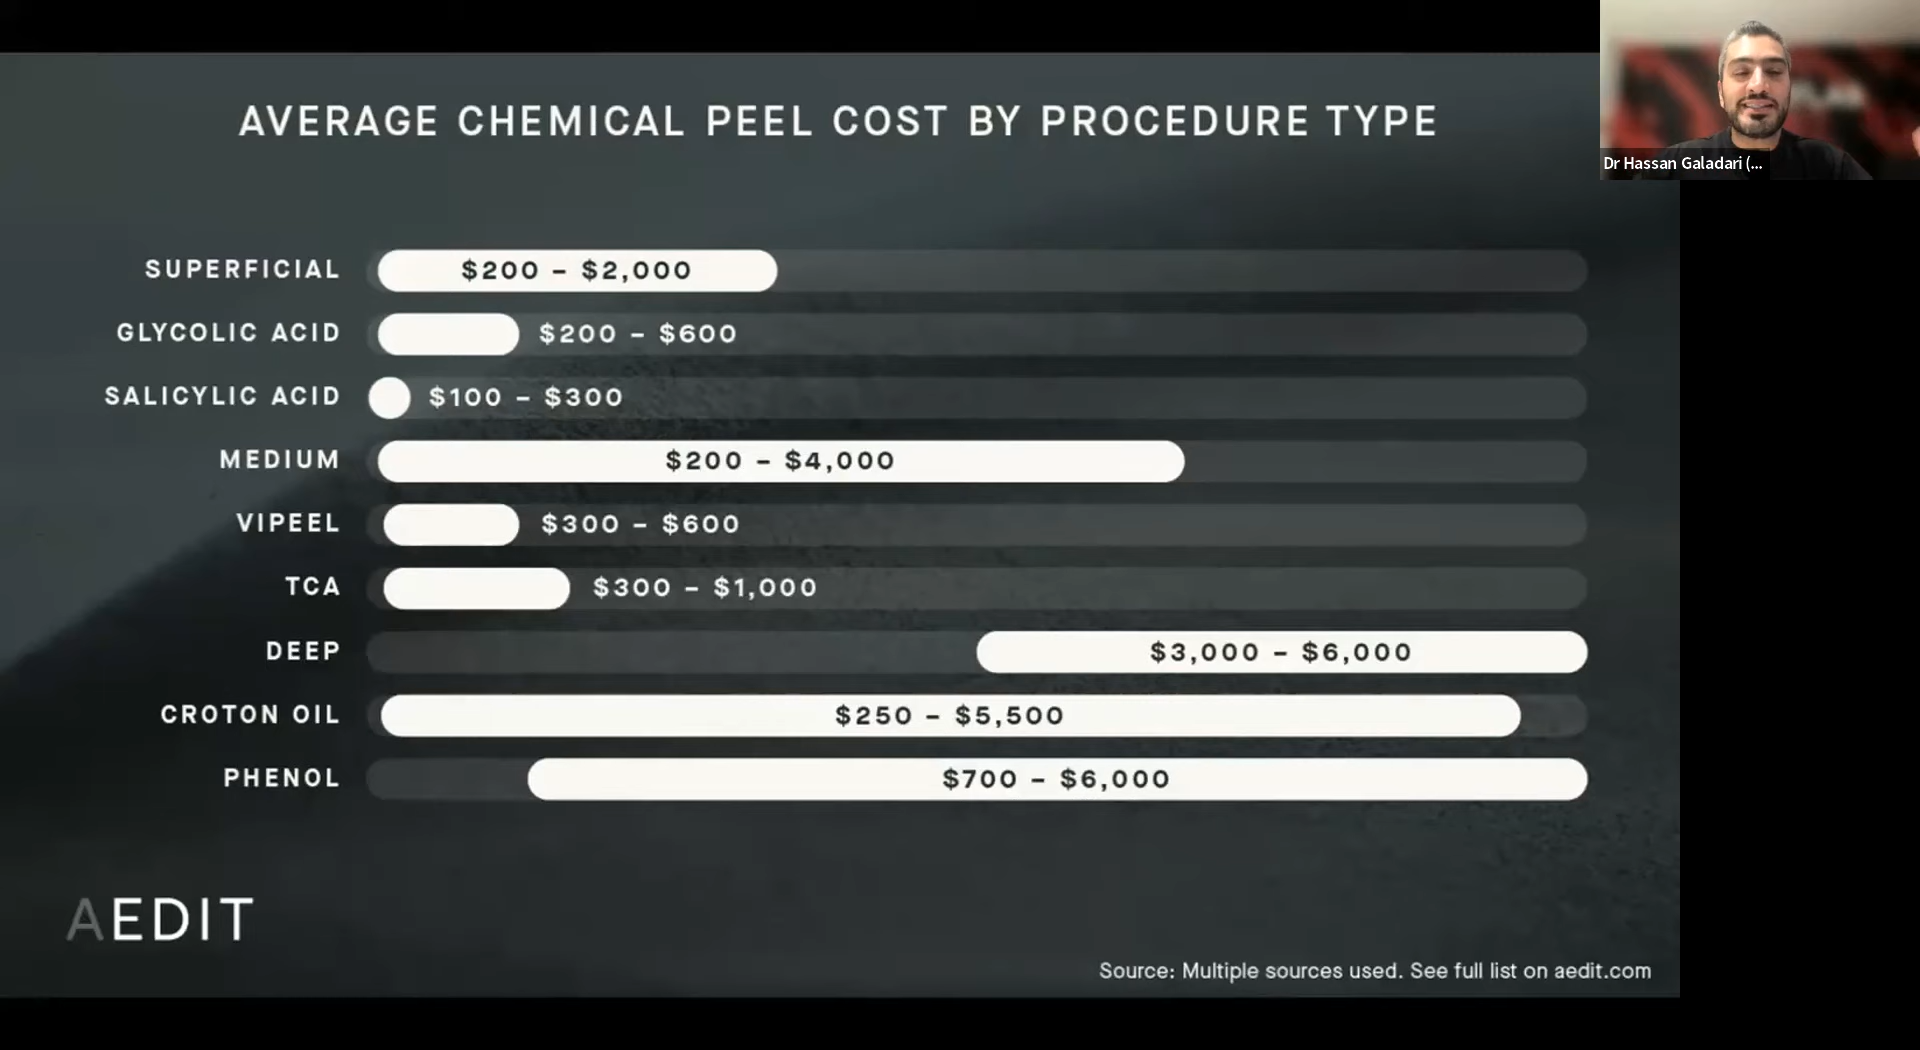 AVERAGE CHEMICAL PEEL COST BY PROCEDURE TYPE
Dr Hassan Galadari (...
SUPERFICIAL $200 – $2,000
GLYCOLIC ACID $200 – $600
SALICYLIC ACID $100 – $300
MEDIUM $200 – $4,000
VIPEEL $300 – $600
TCA $300 – $1,000
DEEP $3,000 – $6,000
CROTON OIL $250 – $5,500
PHENOL $700 – $6,000
AEDIT
Source: Multiple sources used. See full list on aedit.com